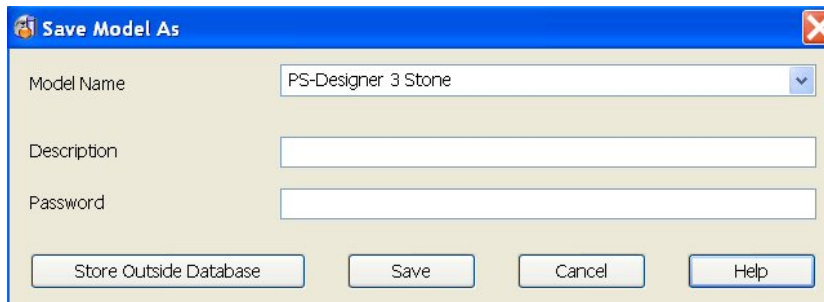 Save Model As
Model Name PS-Designer 3 Stone
Description
Password
Store Outside Database Save Cancel Help